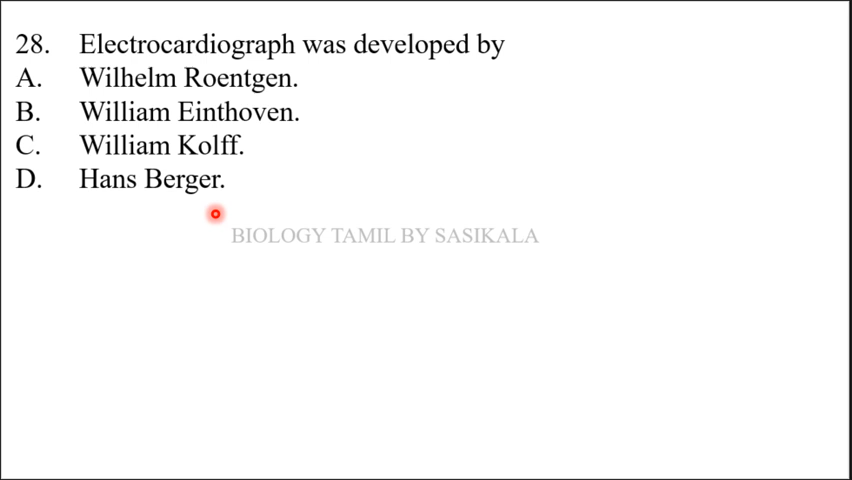 28. Electrocardiograph was developed by
A. Wilhelm Roentgen.
B. William Einthoven.
C. William Kolff.
D. Hans Berger.
BIOLOGY TAMIL BY SASIKALA